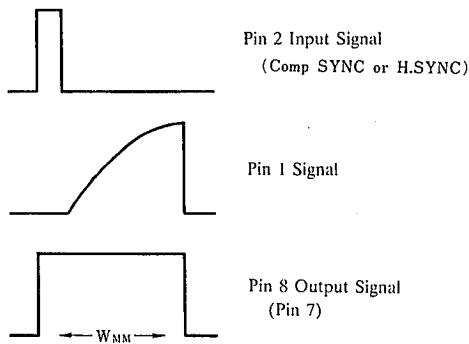 Pin 2 Input Signal
(Comp SYNC or H.SYNC)
Pin 1 Signal
Pin 8 Output Signal
(Pin 7)
WMM